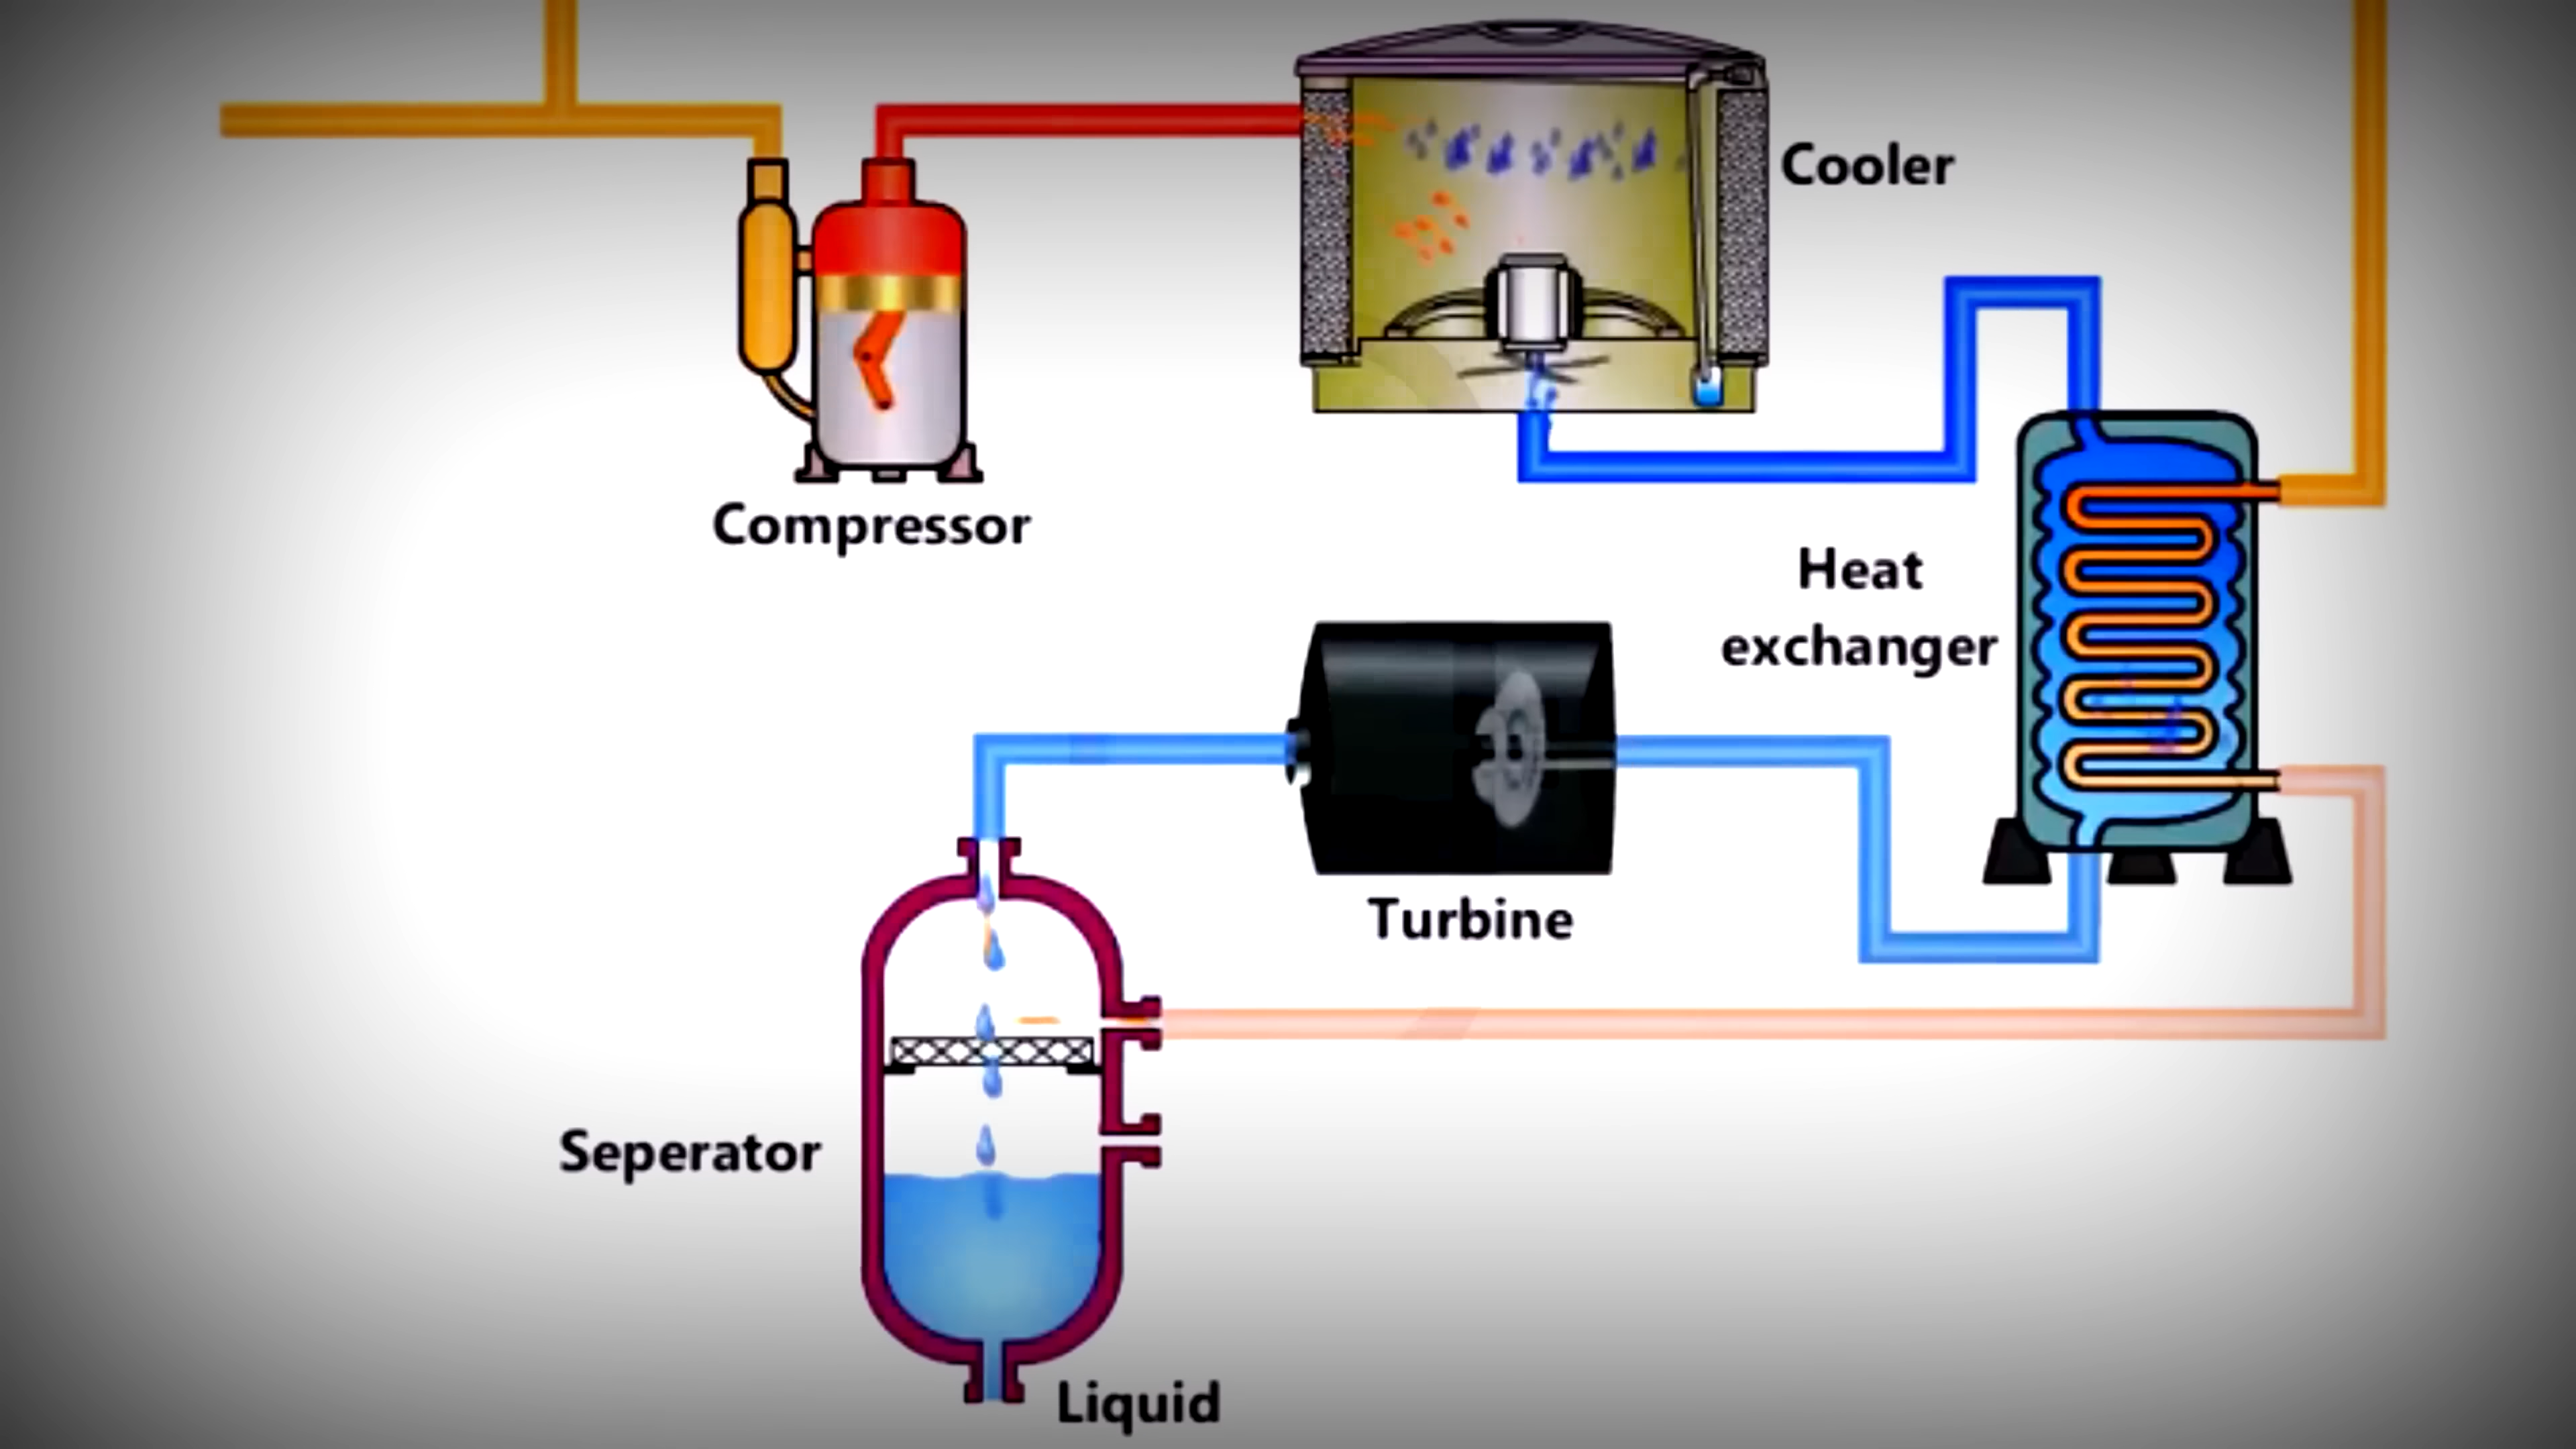 Cooler
Compressor
Heat
exchanger
Turbine
Seperator
Liquid